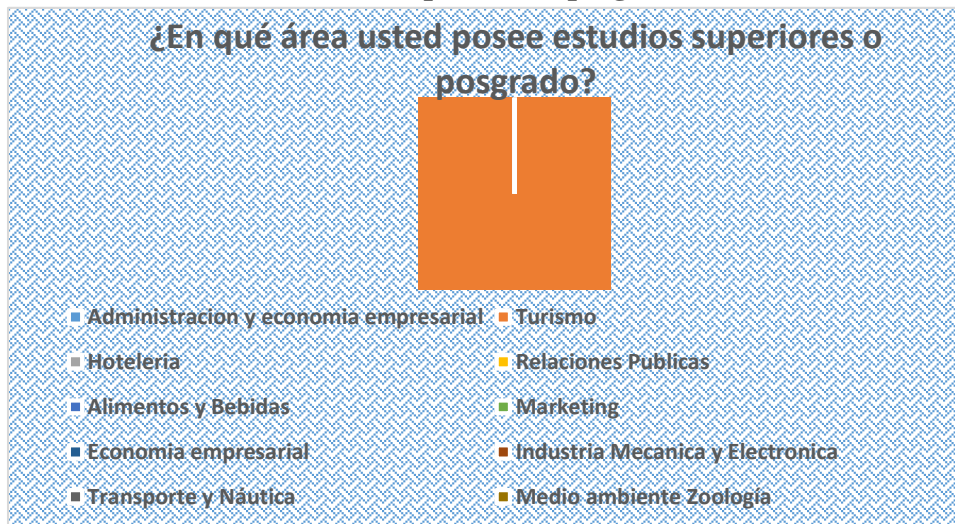 ¿En qué área usted posee estudios superiores o
posgrado?
Administracion y economia empresarial
Turismo
Hoteleria
Relaciones Publicas
Alimentos y Bebidas
Marketing
Economia empresarial
Industria Mecanica y Electronica
Transporte y Náutica
Medio ambiente Zoología